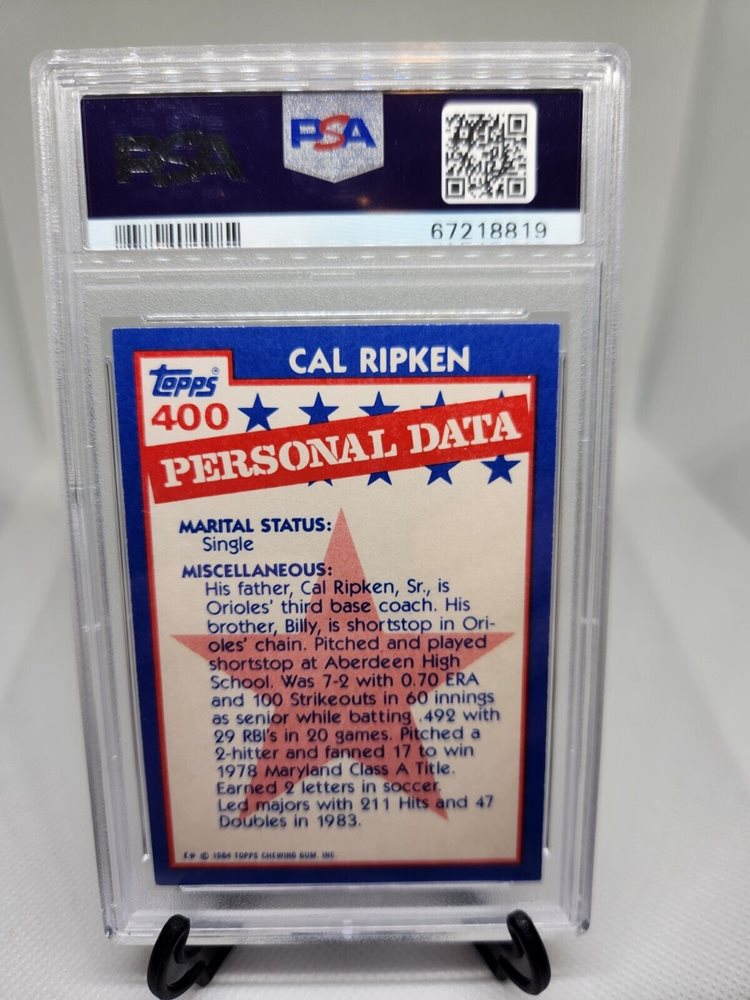 PSA
PSA
67218819
CAL RIPKEN
Topps®
400
PERSONAL DATA
MARITAL STATUS:
Single
MISCELLANEOUS:
His father, Cal Ripken, Sr., is
Orioles' third base coach. His
brother, Billy, is shortstop in Ori-
oles' chain. Pitched and played
shortstop at Aberdeen High
School. Was 7-2 with 0.70 ERA
and 100 Strikeouts in 60 innings
as senior while batting .492 with
29 RBI's in 20 games. Pitched a
2-hitter and fanned 17 to win
1978 Maryland Class A Title.
Earned 2 letters in soccer.
Led majors with 211 Hits and 47
Doubles in 1983.
© 1984 TOPPS CHEWING GUM, INC.